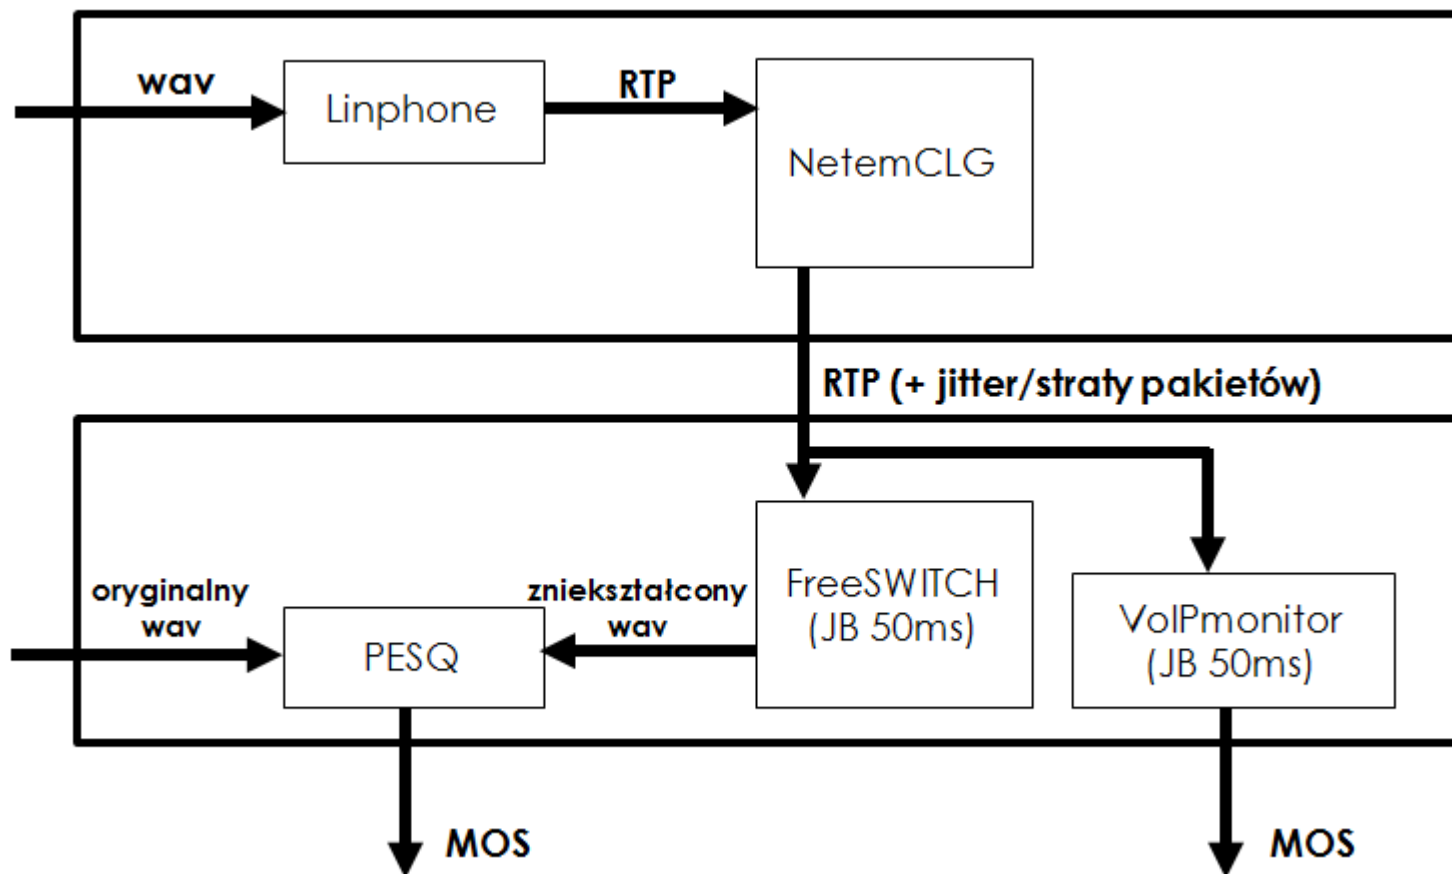 wav
Linphone
RTP
NetemCLG
RTP (+ jitter/straty pakietów)
oryginalny
wav
PESQ
zniekształcony
wav
FreeSWITCH
(JB 50ms)
VoIPmonitor
(JB 50ms)
MOS
MOS